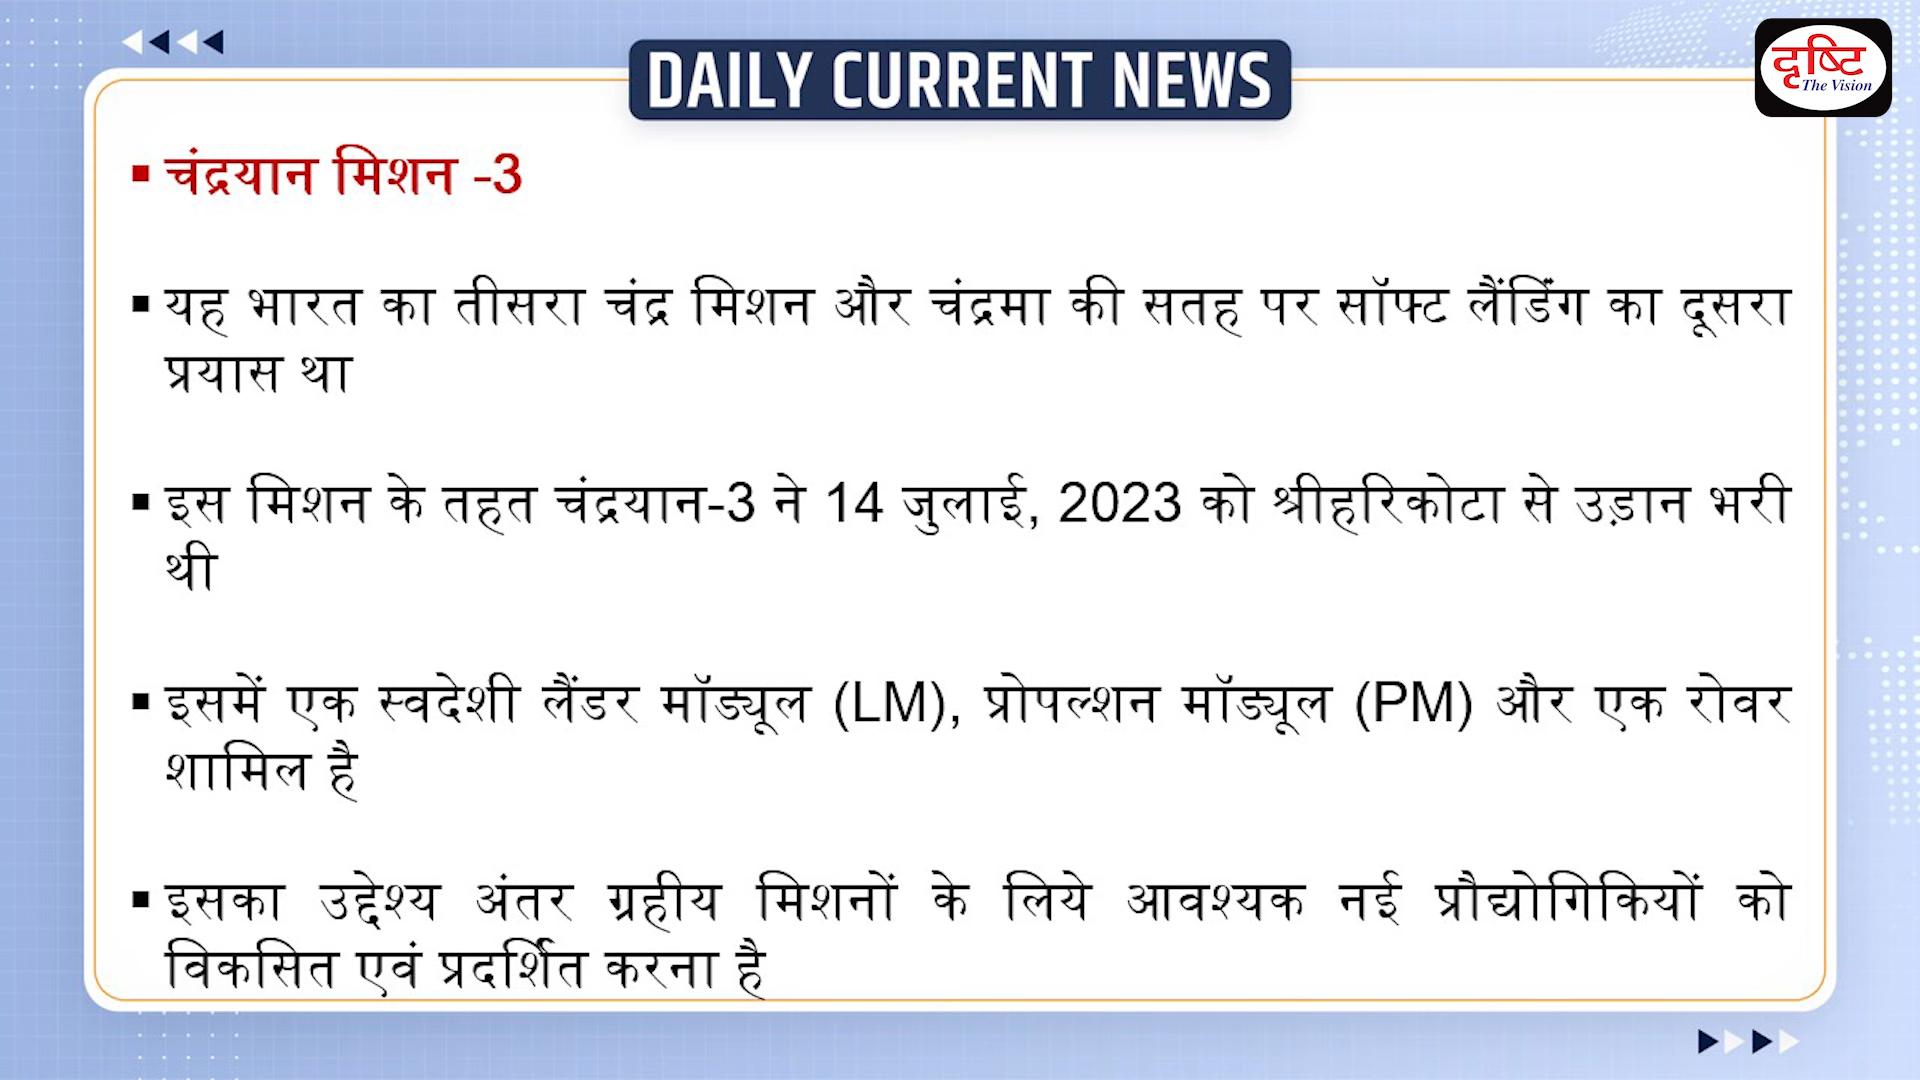 DAILY CURRENT NEWS
दृष्टि
The Vision
▪ चंद्रयान मिशन -3
▪ यह भारत का तीसरा चंद्र मिशन और चंद्रमा की सतह पर सॉफ्ट लैंडिंग का दूसरा
प्रयास था
▪ इस मिशन के तहत चंद्रयान-3 ने 14 जुलाई, 2023 को श्रीहरिकोटा से उड़ान भरी
थी
▪ इसमें एक स्वदेशी लैंडर मॉड्यूल (LM), प्रोपल्शन मॉड्यूल (PM) और एक रोवर
शामिल है
▪ इसका उद्देश्य अंतर ग्रहीय मिशनों के लिये आवश्यक नई प्रौद्योगिकियों को
विकसित एवं प्रदर्शित करना है